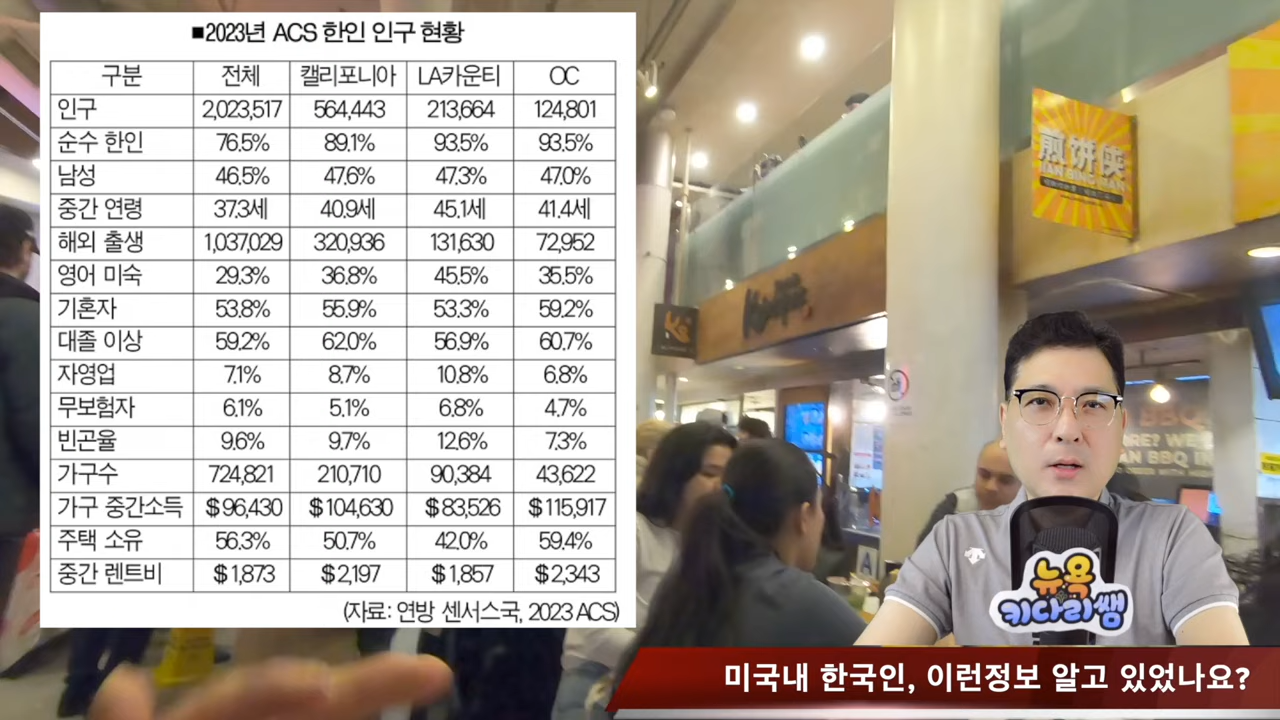 ■2023년 ACS 한인 인구 현황
구분 전체 캘리포니아 LA카운티 OC
인구 2,023,517 564,443 213,664 124,801
순수 한인 76.5% 89.1% 93.5% 93.5%
남성 46.5% 47.6% 47.3% 47.0%
중간 연령 37.3세 40.9세 45.1세 41.4세
해외 출생 1,037,029 320,936 131,630 72,952
영어 미숙 29.3% 36.8% 45.5% 35.5%
기혼자 53.8% 55.9% 53.3% 59.2%
대졸 이상 59.2% 62.0% 56.9% 60.7%
자영업 7.1% 8.7% 10.8% 6.8%
무보험자 6.1% 5.1% 6.8% 4.7%
빈곤율 9.6% 9.7% 12.6% 7.3%
가구수 724,821 210,710 90,384 43,622
가구 중간소득 $96,430 $104,630 $83,526 $115,917
주택 소유 56.3% 50.7% 42.0% 59.4%
중간 렌트비 $1,873 $2,197 $1,857 $2,343
(자료: 연방 센서스국, 2023 ACS)
煎饼侠
BBQ
뉴욕
키다리쌤
미국내 한국인, 이런정보 알고 있었나요?